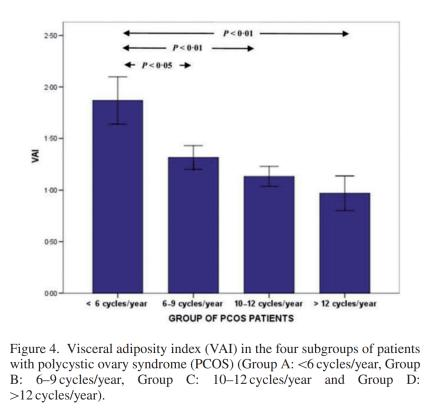 2·50
P < 0·01
P < 0·01
P < 0·05
2·00
1·50
1·00
0·50
0·00
VAI
< 6 cycles/year 6–9 cycles/year 10–12 cycles/year > 12 cycles/year
GROUP OF PCOS PATIENTS
Figure 4. Visceral adiposity index (VAI) in the four subgroups of patients
with polycystic ovary syndrome (PCOS) (Group A: <6 cycles/year, Group
B: 6–9 cycles/year, Group C: 10–12 cycles/year and Group D:
>12 cycles/year).